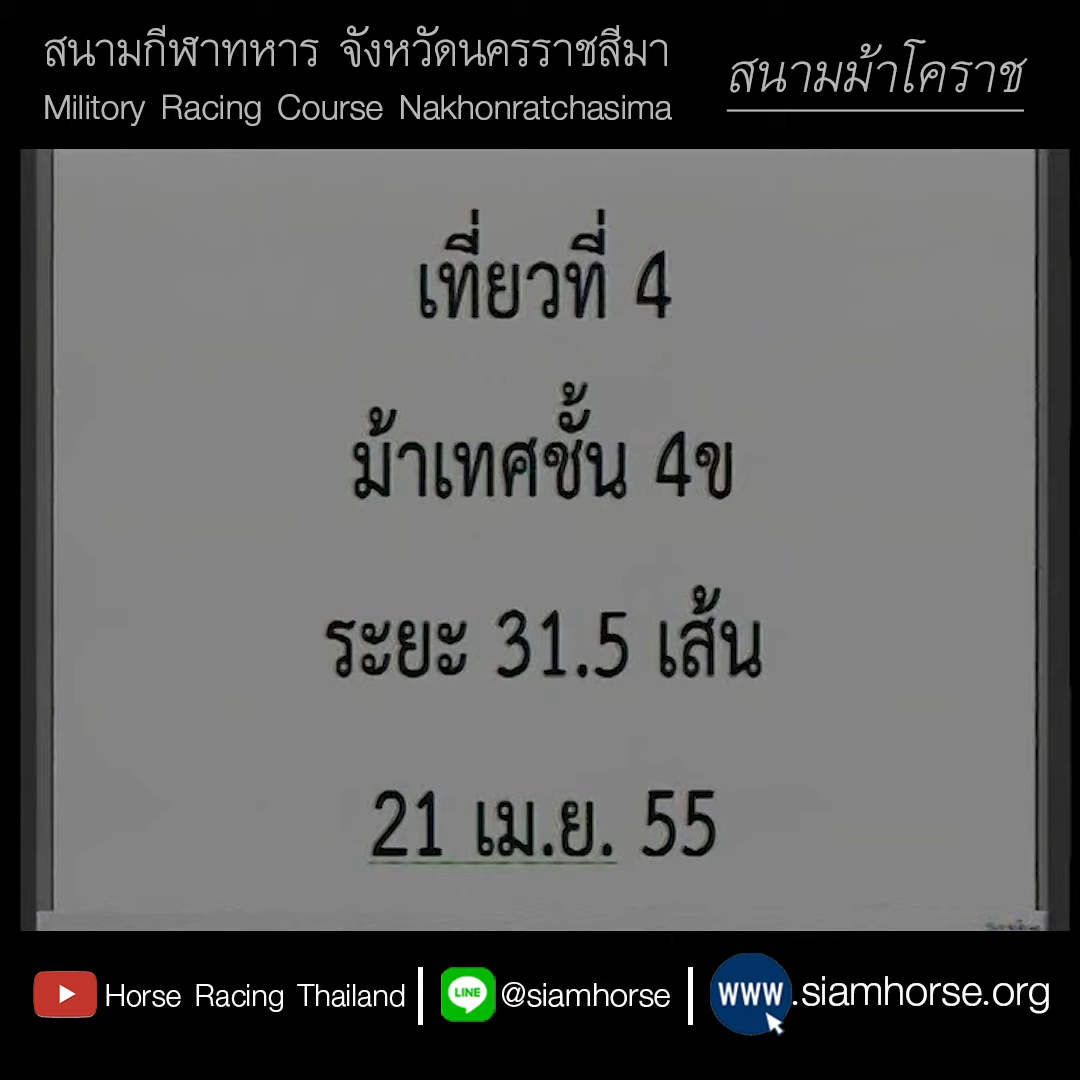 สนามกีฬาทหาร จังหวัดนครราชสีมา
Militory Racing Course Nakhonratchasima
สนามม้าโคราช
เที่ยวที่ 4
ม้าเทศชั้น 4ข
ระยะ 31.5 เส้น
21 เม.ย. 55
Horse Racing Thailand
LINE
@siamhorse
www.siamhorse.org